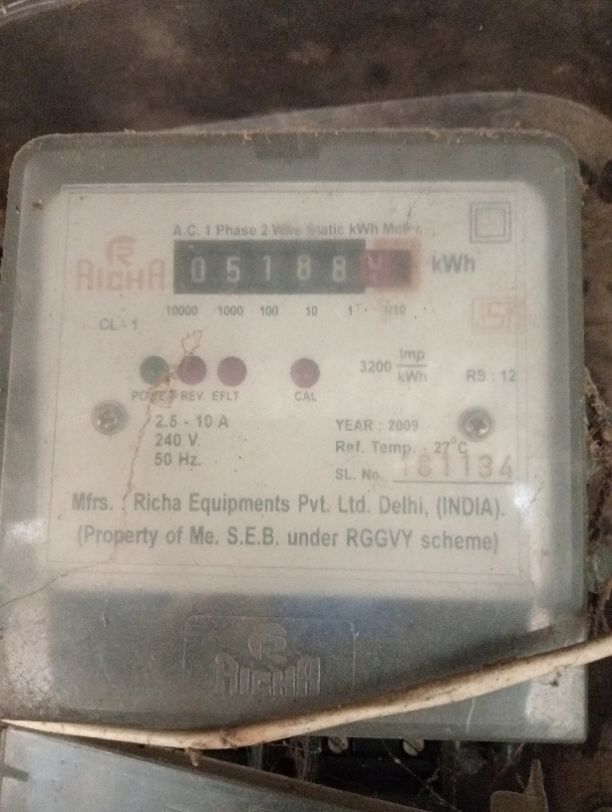 A.C. 1 Phase 2 Wire Static kWh Meter
RICHA
05188 kWh
10000 1000 100 10 1 1/10
CL - 1
3200 Imp/kWh
RS : 12
POWER REV. EFLT CAL
2.5 - 10 A
240 V.
50 Hz.
YEAR : 2009
Ref. Temp. 27°C
SL. No. 181134
Mfrs. : Richa Equipments Pvt. Ltd. Delhi, (INDIA).
(Property of Me. S.E.B. under RGGVY scheme)
RICHA